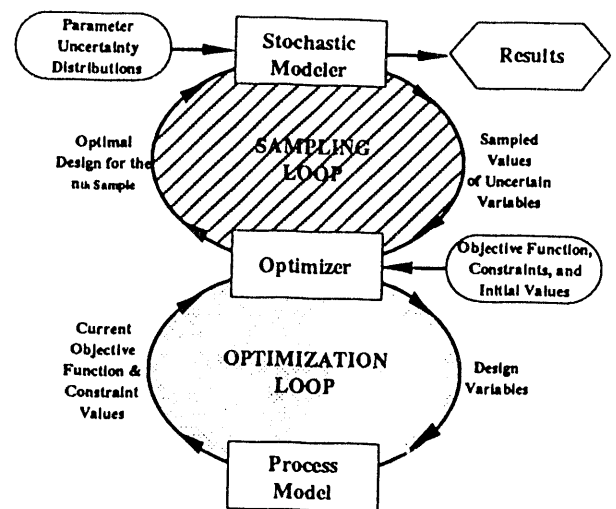 Parameter
Uncertainty
Distributions
Stochastic
Modeler
Results
Optimal
Design for the
nth Sample
SAMPLING
LOOP
Sampled
Values
of Uncertain
Variables
Optimizer
Objective Function,
Constraints, and
Initial Values
Current
Objective
Function &
Constraint
Values
OPTIMIZATION
LOOP
Design
Variables
Process
Model